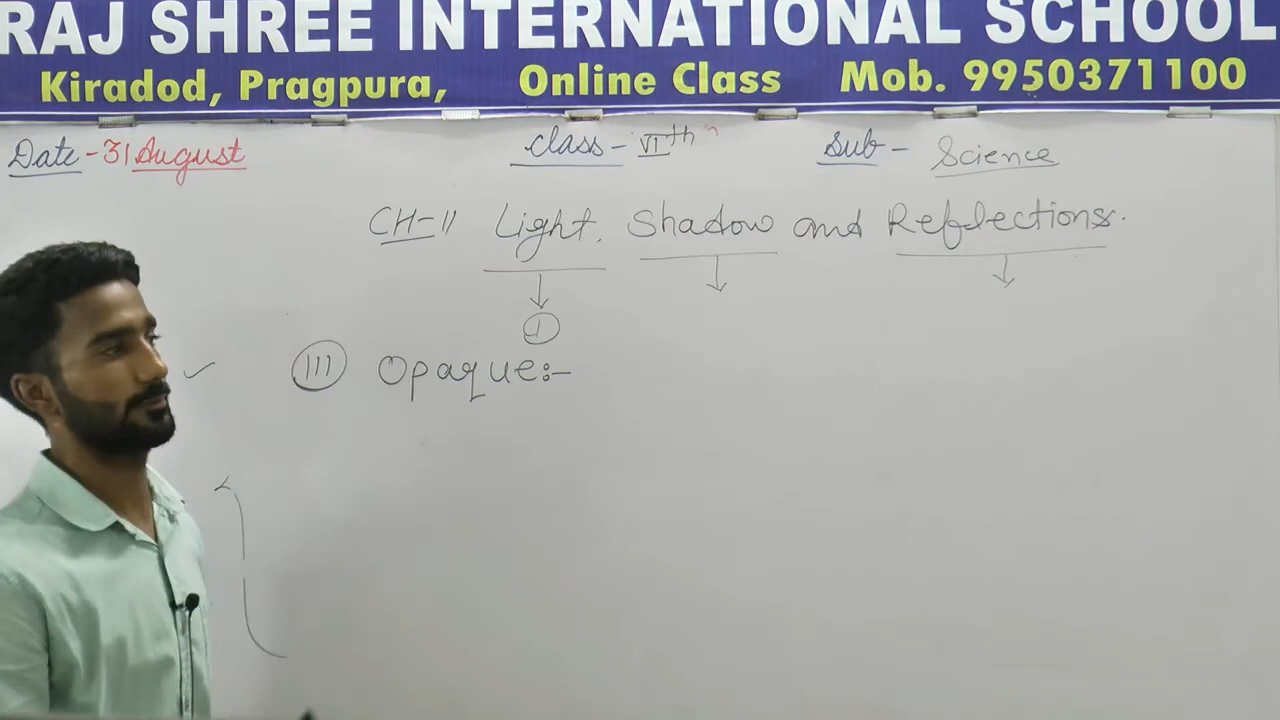 RAJ SHREE INTERNATIONAL SCHOOL
Kiradod, Pragpura, Online Class Mob. 9950371100
Date - 31 August Class - VIth Sub - Science
CH-11 Light, Shadow and Reflections.
I
III Opaque:-